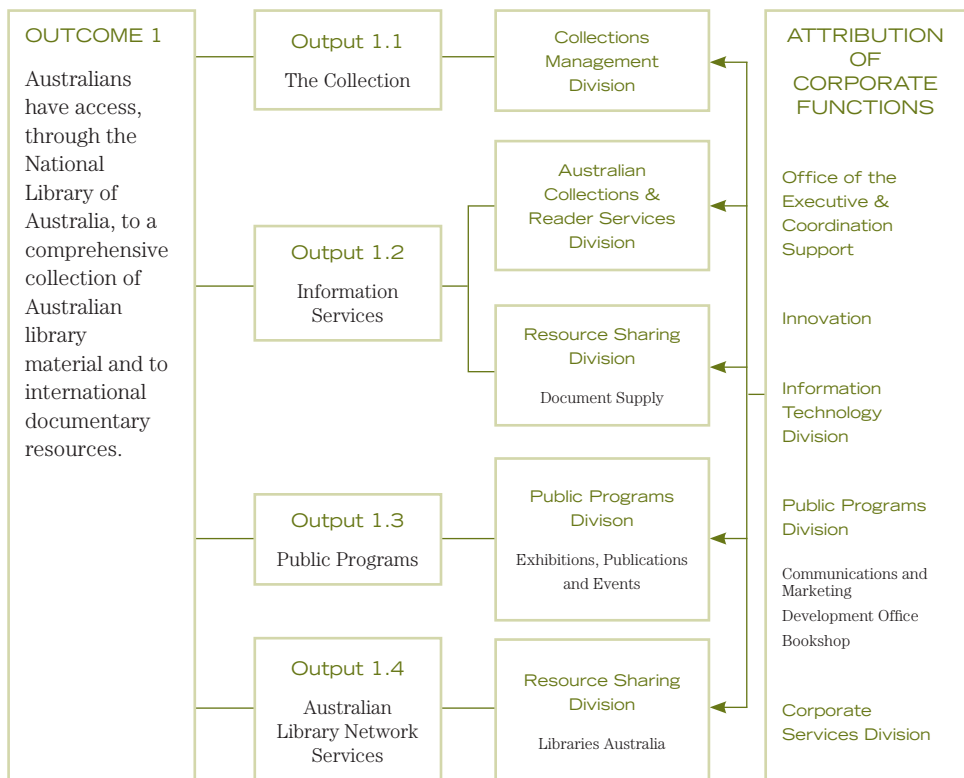 OUTCOME 1
Australians
have access,
through the
National
Library of
Australia, to a
comprehensive
collection of
Australian
library
material and to
international
documentary
resources.
Output 1.1
The Collection
Collections
Management
Division
Output 1.2
Information
Services
Australian
Collections &
Reader Services
Division
Resource Sharing
Division
Document Supply
Output 1.3
Public Programs
Public Programs
Divison
Exhibitions, Publications
and Events
Output 1.4
Australian
Library Network
Services
Resource Sharing
Division
Libraries Australia
ATTRIBUTION
OF
CORPORATE
FUNCTIONS
Office of the
Executive &
Coordination
Support
Innovation
Information
Technology
Division
Public Programs
Division
Communications and
Marketing
Development Office
Bookshop
Corporate
Services Division